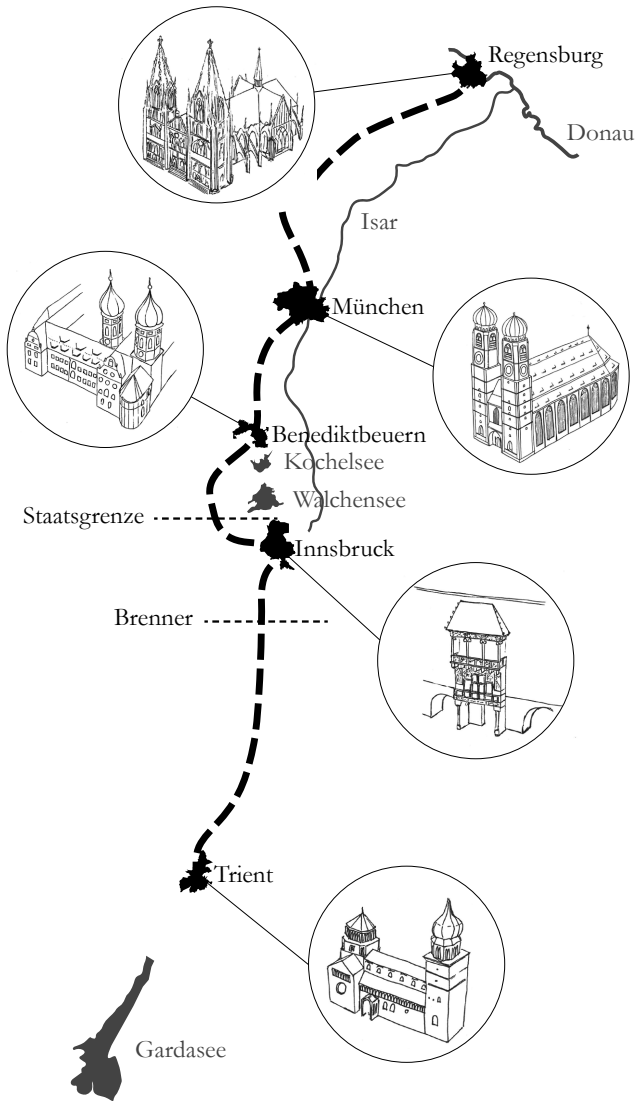 Regensburg
Donau
Isar
München
Benediktbeuern
Kochelsee
Walchensee
Staatsgrenze
Innsbruck
Brenner
Trient
Gardasee